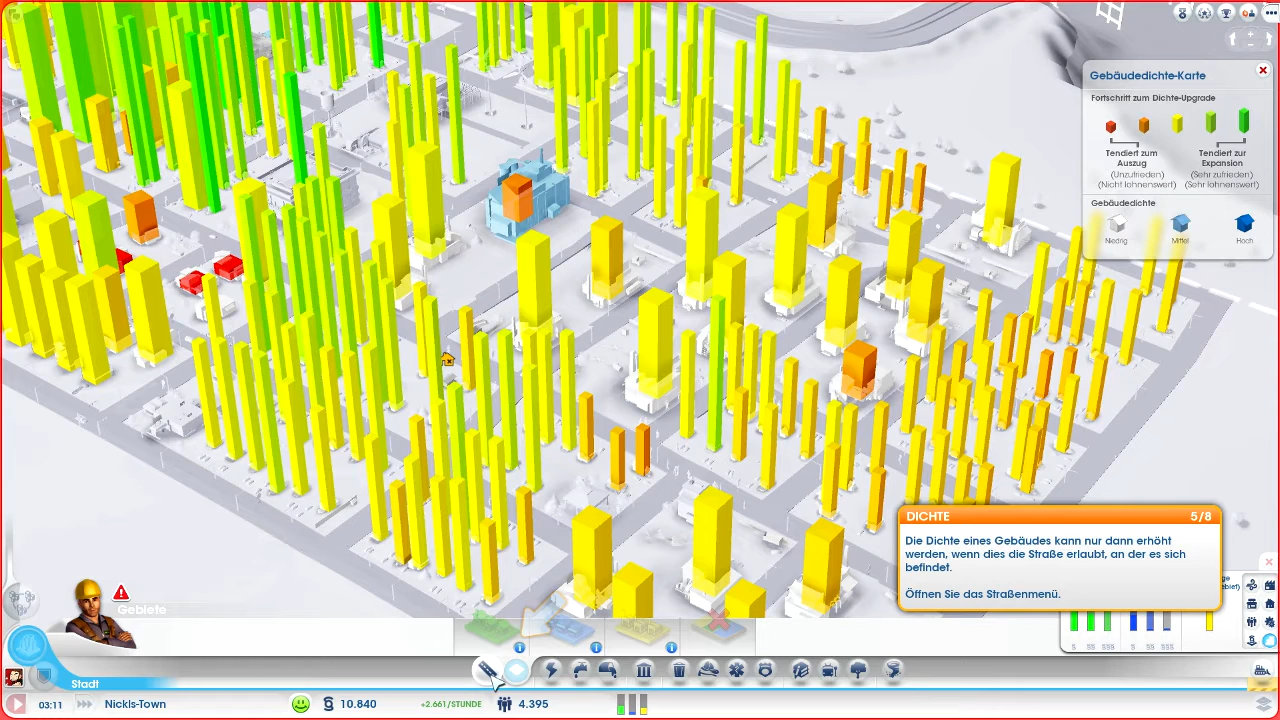 Gebäudedichte-Karte
Fortschritt zum Dichte-Upgrade
Tendiert zum Auszug
(Unzufrieden)
(Nicht lohnenswert)
Tendiert zur Expansion
(Sehr zufrieden)
(Sehr lohnenswert)
Gebäudedichte
Niedrig
Mittel
Hoch
DICHTE 5/8
Die Dichte eines Gebäudes kann nur dann erhöht
werden, wenn dies die Straße erlaubt, an der es sich
befindet.
Öffnen Sie das Straßenmenü.
Gebiete
$ $$ $$$ $ $$ $$$
Stadt
03:11 Nickis-Town 10.840 +2.661/STUNDE 4.395